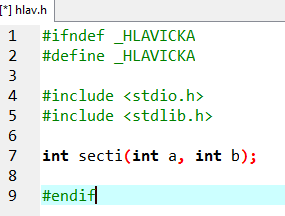 [*] hlav.h
1 #ifndef _HLAVICKA
2 #define _HLAVICKA
3
4 #include <stdio.h>
5 #include <stdlib.h>
6
7 int secti(int a, int b);
8
9 #endif